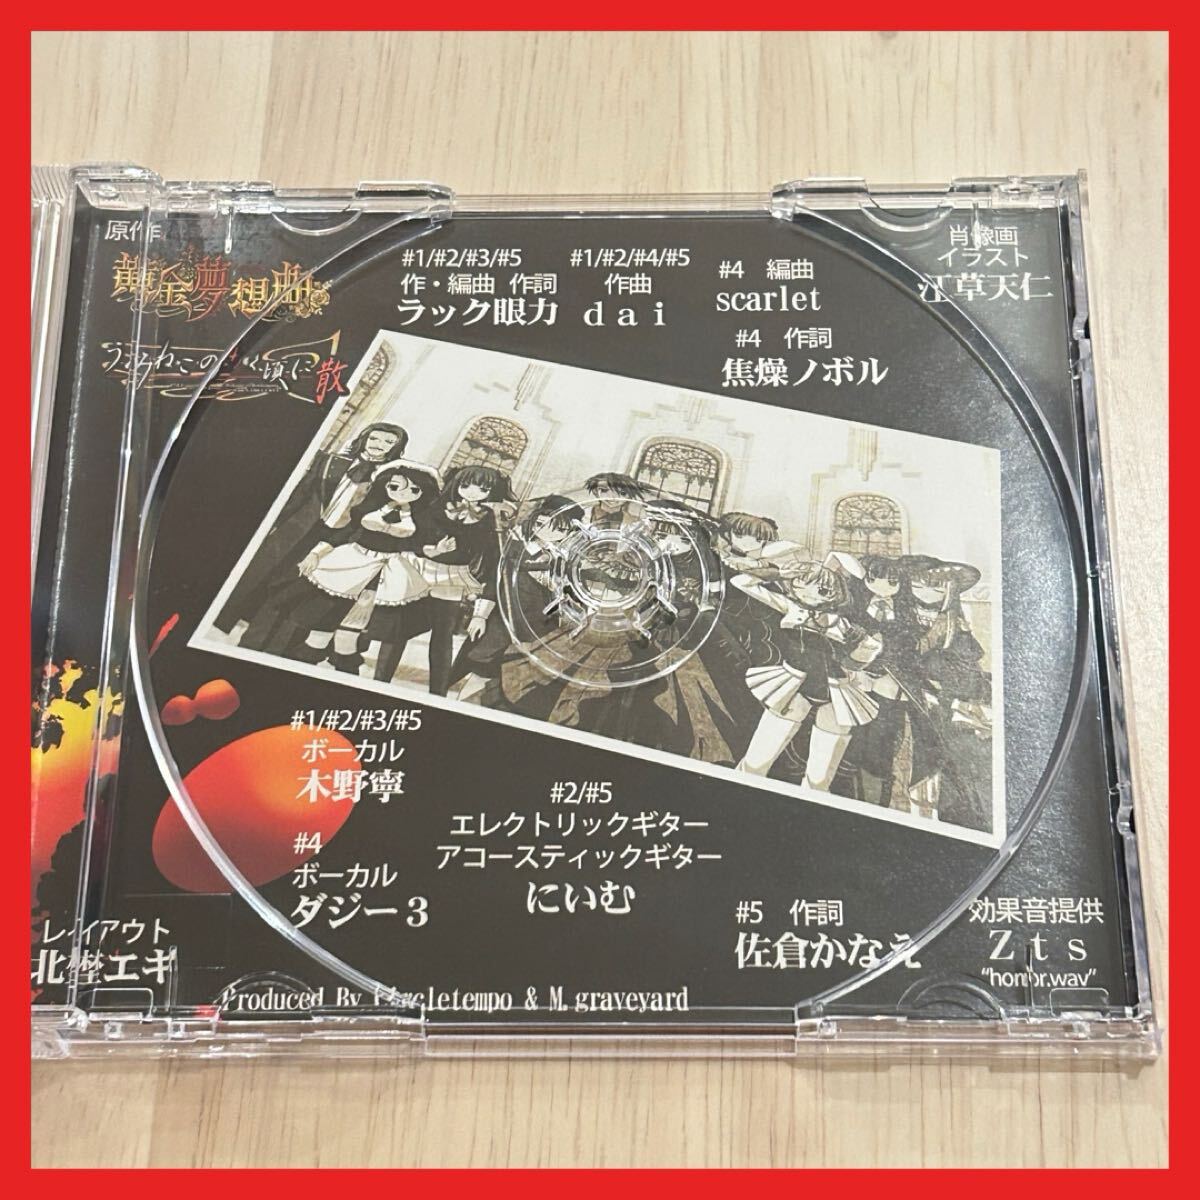 原作
黄金夢想曲
うみねこのなく頃に散
#1/#2/#3/#5
作・編曲 作詞
ラック眼力
#1/#2/#4/#5
作曲
dai
#4 編曲
scarlet
#4 作詞
焦燥ノボル
肖像画
イラスト
江草天仁
#1/#2/#3/#5
ボーカル
木野寧
#4
ボーカル
ダジー3
#2/#5
エレクトリックギター
アコースティックギター
にいむ
#5 作詞
佐倉かなえ
効果音提供
Zts
レイアウト
北墅エギ
Produced By & M.graveyard